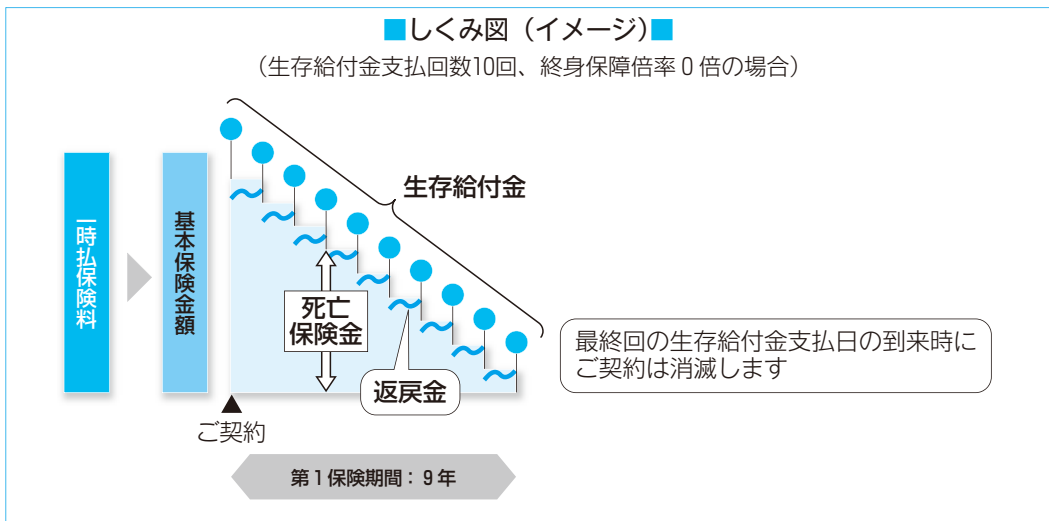 ■しくみ図（イメージ）■
（生存給付金支払回数10回、終身保障倍率０倍の場合）
生存給付金
一時払保険料
基本保険金額
死亡
保険金
返戻金
最終回の生存給付金支払日の到来時に
ご契約は消滅します
▲
ご契約
第１保険期間：９年